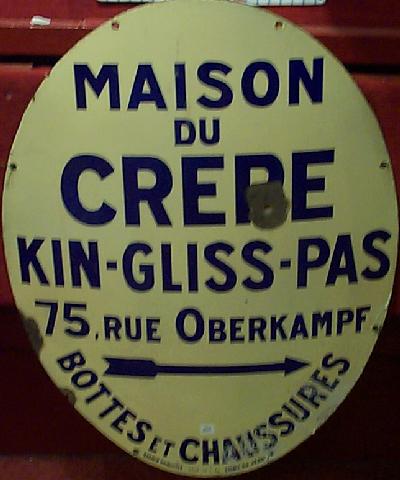 MAISON
DU
CREPE
KIN-GLISS-PAS
75, RUE OBERKAMPF,
BOTTES ET CHAUSSURES